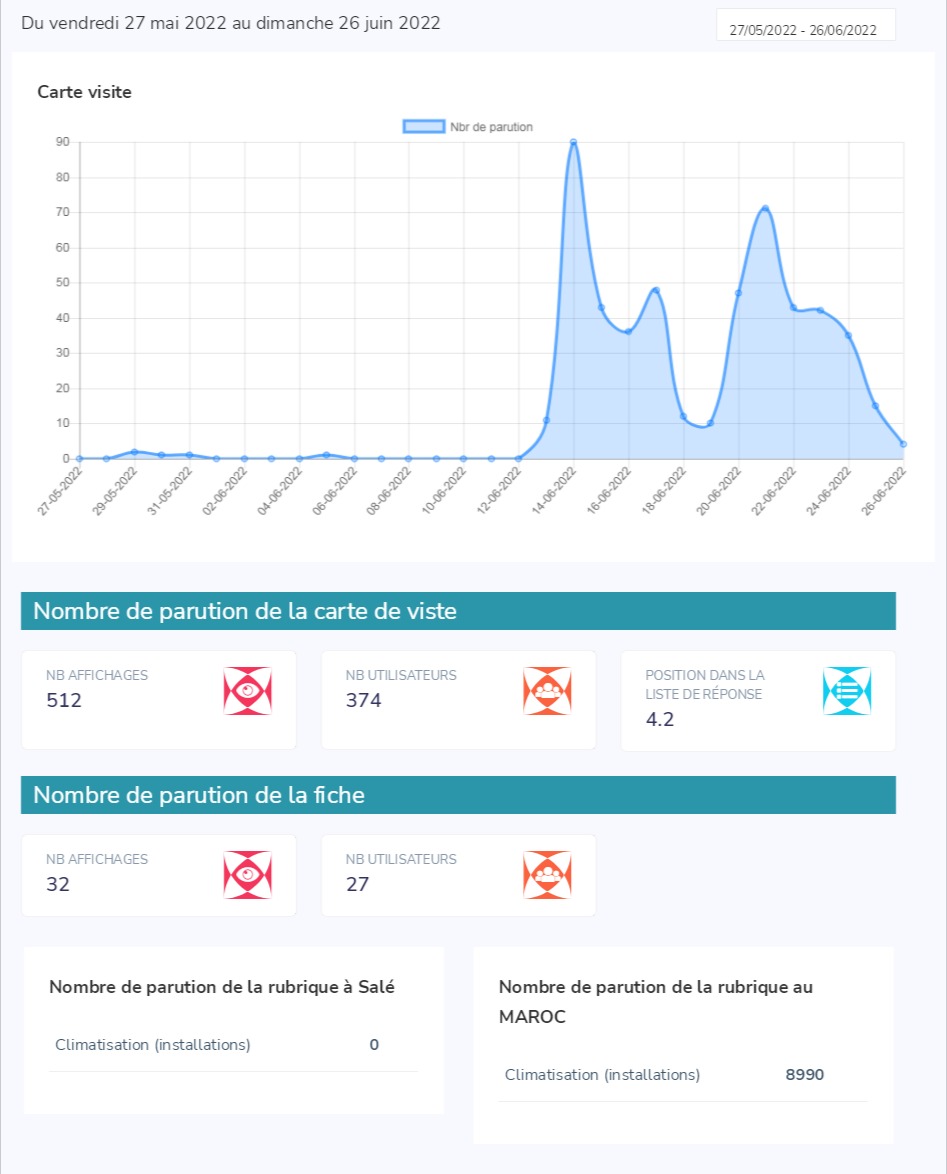 Du vendredi 27 mai 2022 au dimanche 26 juin 2022
27/05/2022 - 26/06/2022
Carte visite
Nbr de parution
90
80
70
60
50
40
30
20
10
0
27-05-2022
29-05-2022
31-05-2022
02-06-2022
04-06-2022
06-06-2022
08-06-2022
10-06-2022
12-06-2022
14-06-2022
16-06-2022
18-06-2022
20-06-2022
22-06-2022
24-06-2022
26-06-2022
Nombre de parution de la carte de viste
NB AFFICHAGES
512
NB UTILISATEURS
374
POSITION DANS LA
LISTE DE RÉPONSE
4.2
Nombre de parution de la fiche
NB AFFICHAGES
32
NB UTILISATEURS
27
Nombre de parution de la rubrique à Salé
Climatisation (installations) 0
Nombre de parution de la rubrique au
MAROC
Climatisation (installations) 8990